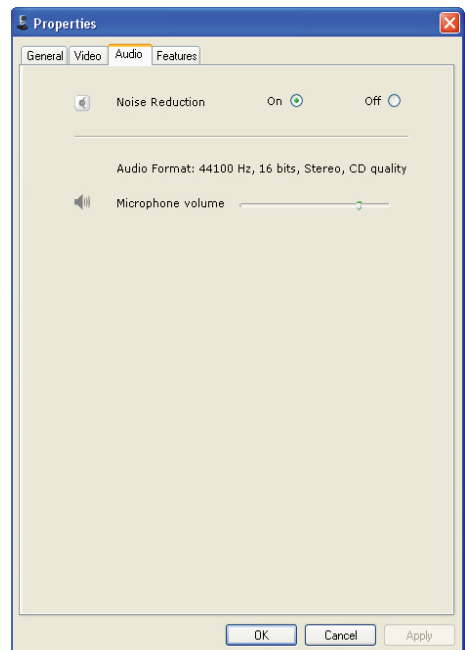 Properties
General Video Audio Features
Noise Reduction On Off
Audio Format: 44100 Hz, 16 bits, Stereo, CD quality
Microphone volume
OK Cancel Apply